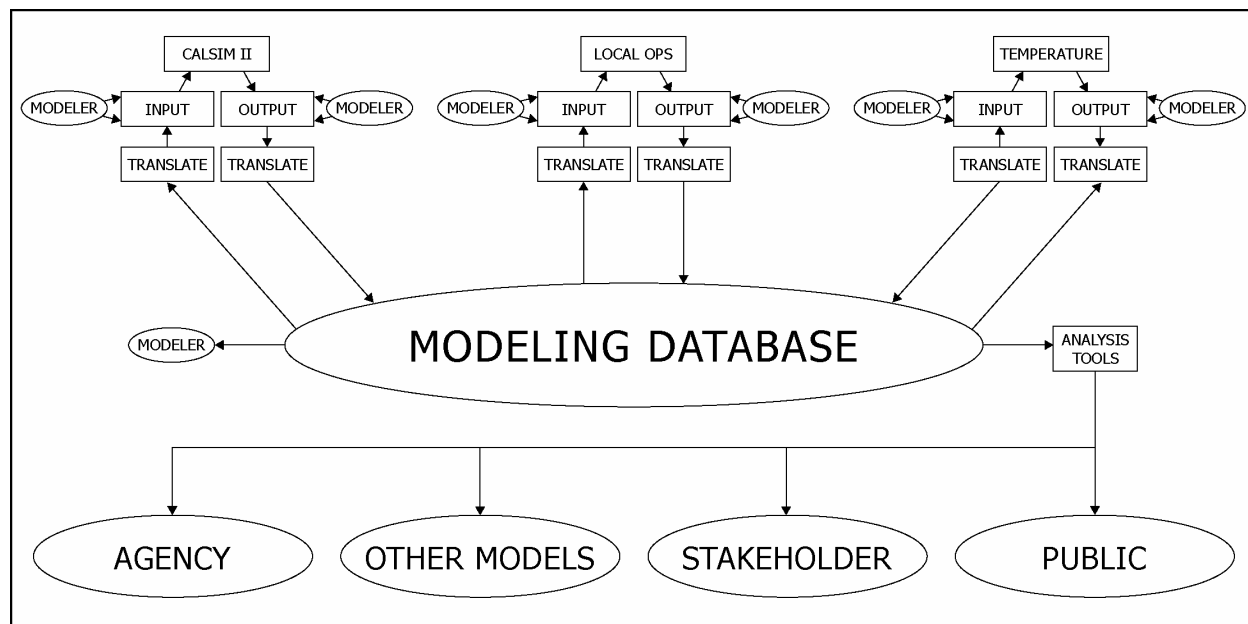 CALSIM II
LOCAL OPS
TEMPERATURE
MODELER
INPUT
OUTPUT
MODELER
MODELER
INPUT
OUTPUT
MODELER
MODELER
INPUT
OUTPUT
MODELER
TRANSLATE
TRANSLATE
TRANSLATE
TRANSLATE
TRANSLATE
TRANSLATE
MODELER
MODELING DATABASE
ANALYSIS
TOOLS
AGENCY
OTHER MODELS
STAKEHOLDER
PUBLIC